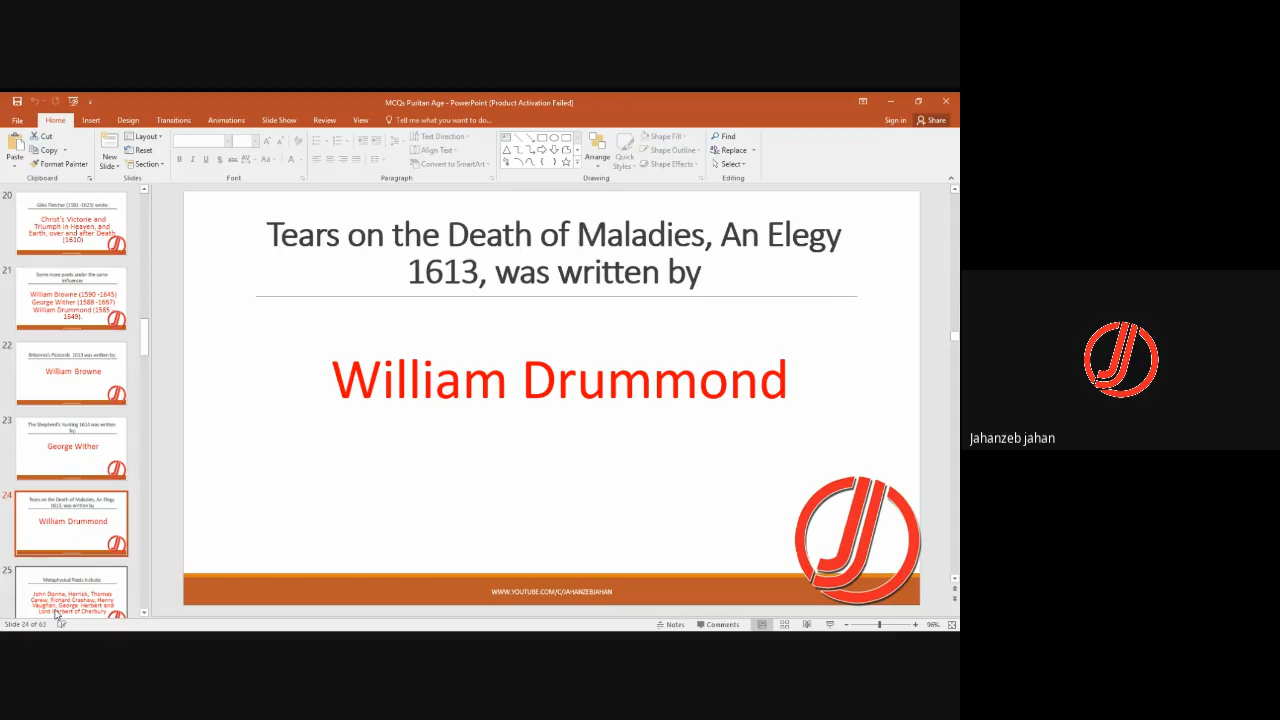 MCQs Puritan Age - PowerPoint (Product Activation Failed)
File Home Insert Design Transitions Animations Slide Show Review View Tell me what you want to do... Sign in Share
Paste
Cut
Copy
Format Painter
Clipboard
New Slide
Layout
Reset
Section
Slides
B I U S abc AV Aa A
Font
Text Direction
Align Text
Convert to SmartArt
Paragraph
Arrange
Quick Styles
Shape Fill
Shape Outline
Shape Effects
Drawing
Find
Replace
Select
Editing
20
Giles Fletcher (1583 -1623) wrote:
Christ's Victorie and
Triumph in Heaven, and
Earth, over and after Death
(1610)
21
Some more poets under the same
influence:
William Browne (1590 -1645)
George Wither (1588 -1667)
William Drummond (1585 -
1649).
22
Britannia's Pastorals 1613 was written by:
William Browne
23
The Shepherd's Hunting 1614 was written
by:
George Wither
24
Tears on the Death of Maladies, An Elegy
1613, was written by
William Drummond
25
Metaphysical Poets include:
John Donne, Herrick, Thomas
Carew, Richard Crashaw, Henry
Vaughan, George Herbert and
Lord Herbert of Cherbury
Tears on the Death of Maladies, An Elegy
1613, was written by
William Drummond
WWW.YOUTUBE.COM/C/JAHANZEBJAHAN
Slide 24 of 63
Notes Comments 96%
Jahanzeb jahan